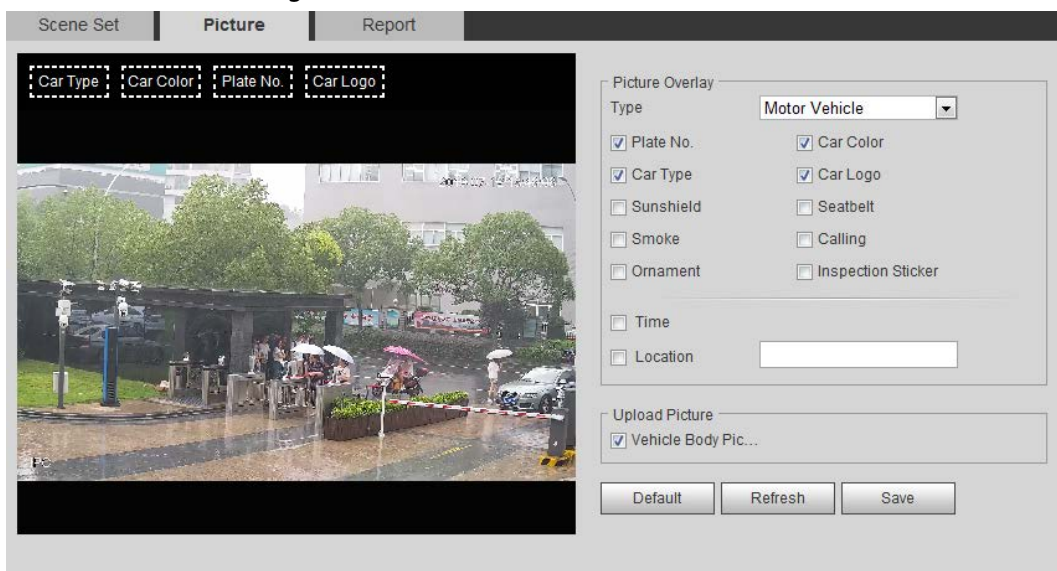 Scene Set Picture Report
Car Type Car Color Plate No. Car Logo
Picture Overlay
Type Motor Vehicle
Plate No. Car Color
Car Type Car Logo
Sunshield Seatbelt
Smoke Calling
Ornament Inspection Sticker
Time
Location
Upload Picture
Vehicle Body Pic...
Default Refresh Save